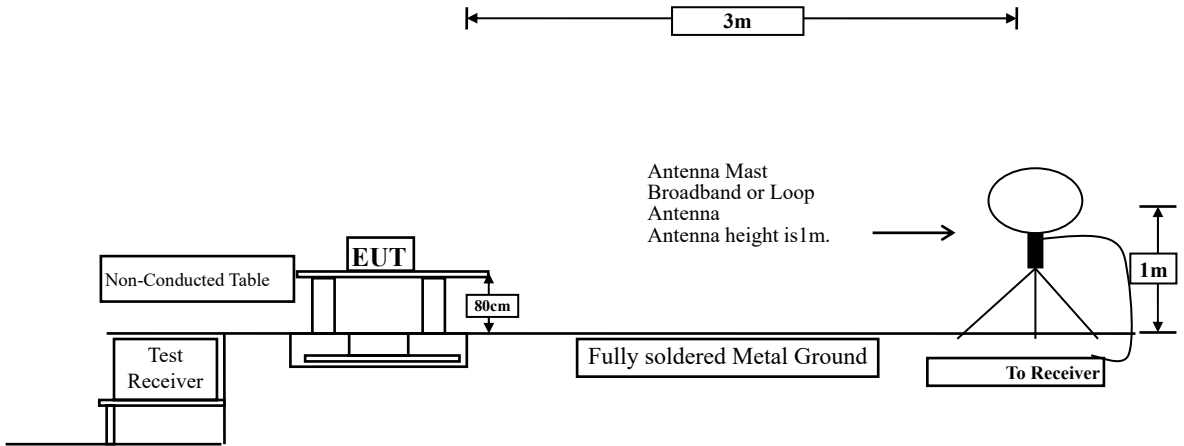 3m
Antenna Mast
Broadband or Loop
Antenna
Antenna height is1m.
EUT
Non-Conducted Table
80cm
1m
Test
Receiver
Fully soldered Metal Ground
To Receiver